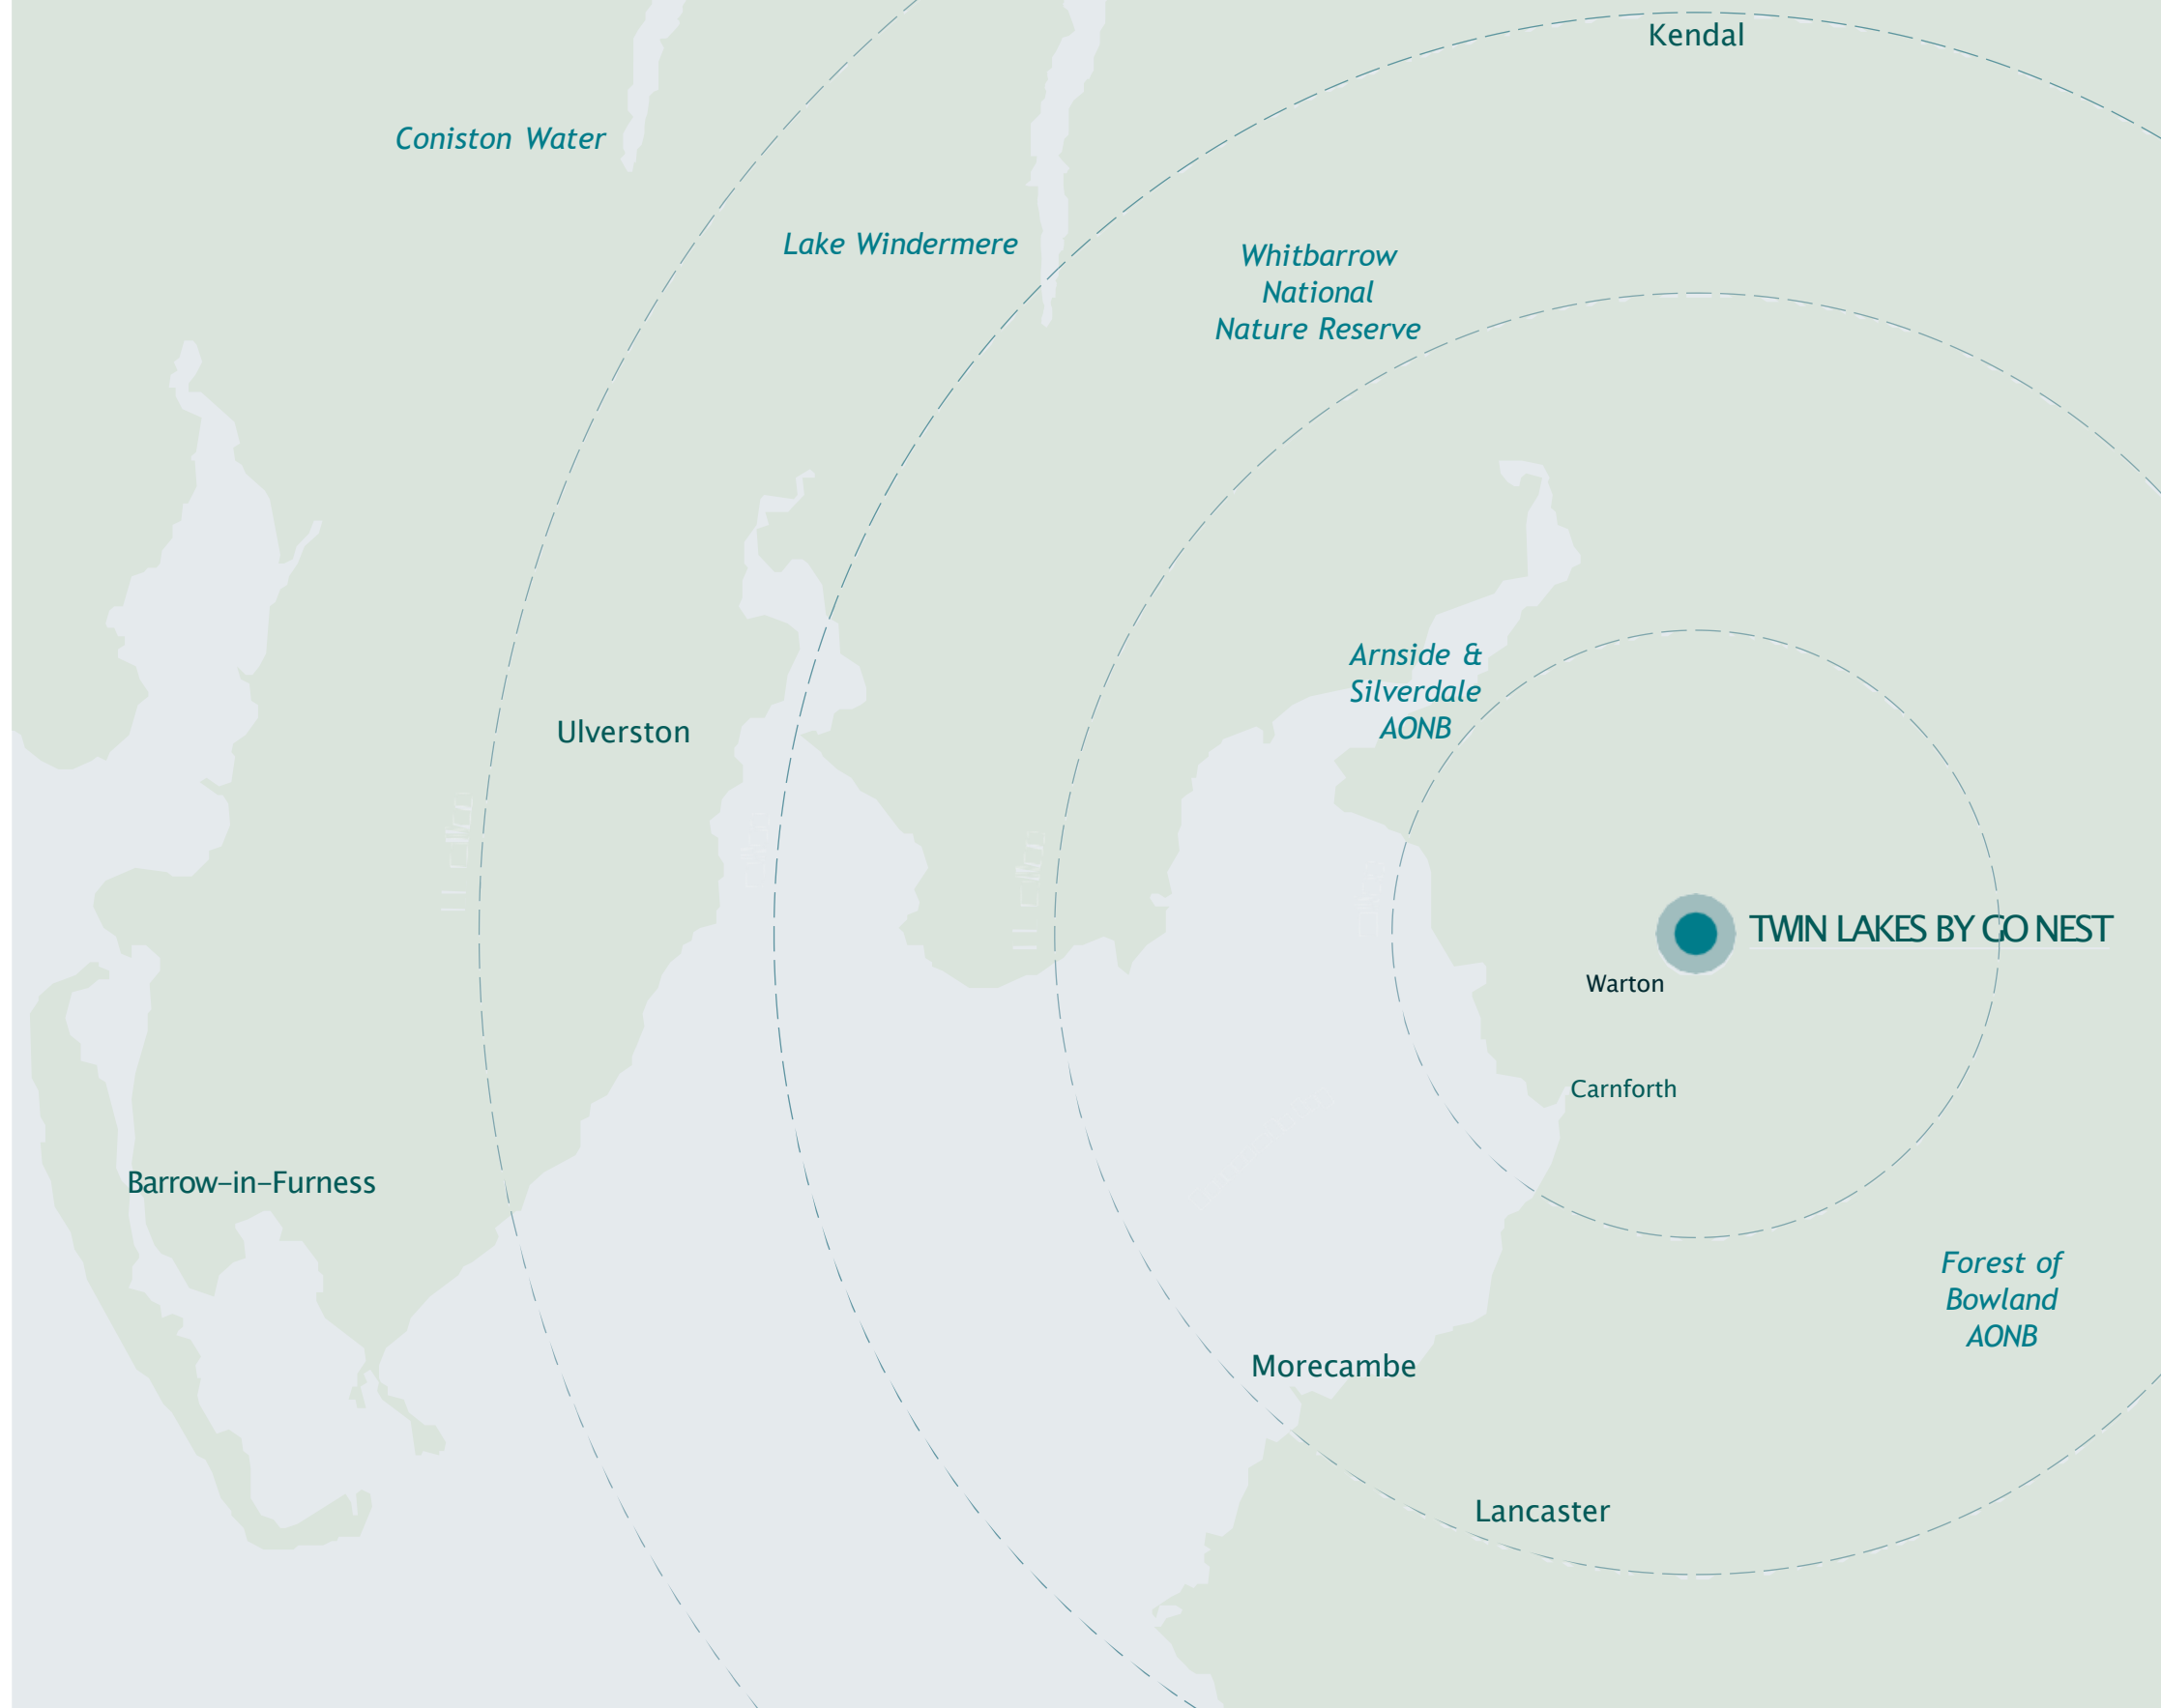 Kendal
Coniston Water
Lake Windermere
Whitbarrow
National
Nature Reserve
Arnside &
Silverdale
AONB
Ulverston
TWIN LAKES BY GO NEST
Warton
Carnforth
Barrow-in-Furness
Forest of
Bowland
AONB
Morecambe
Lancaster